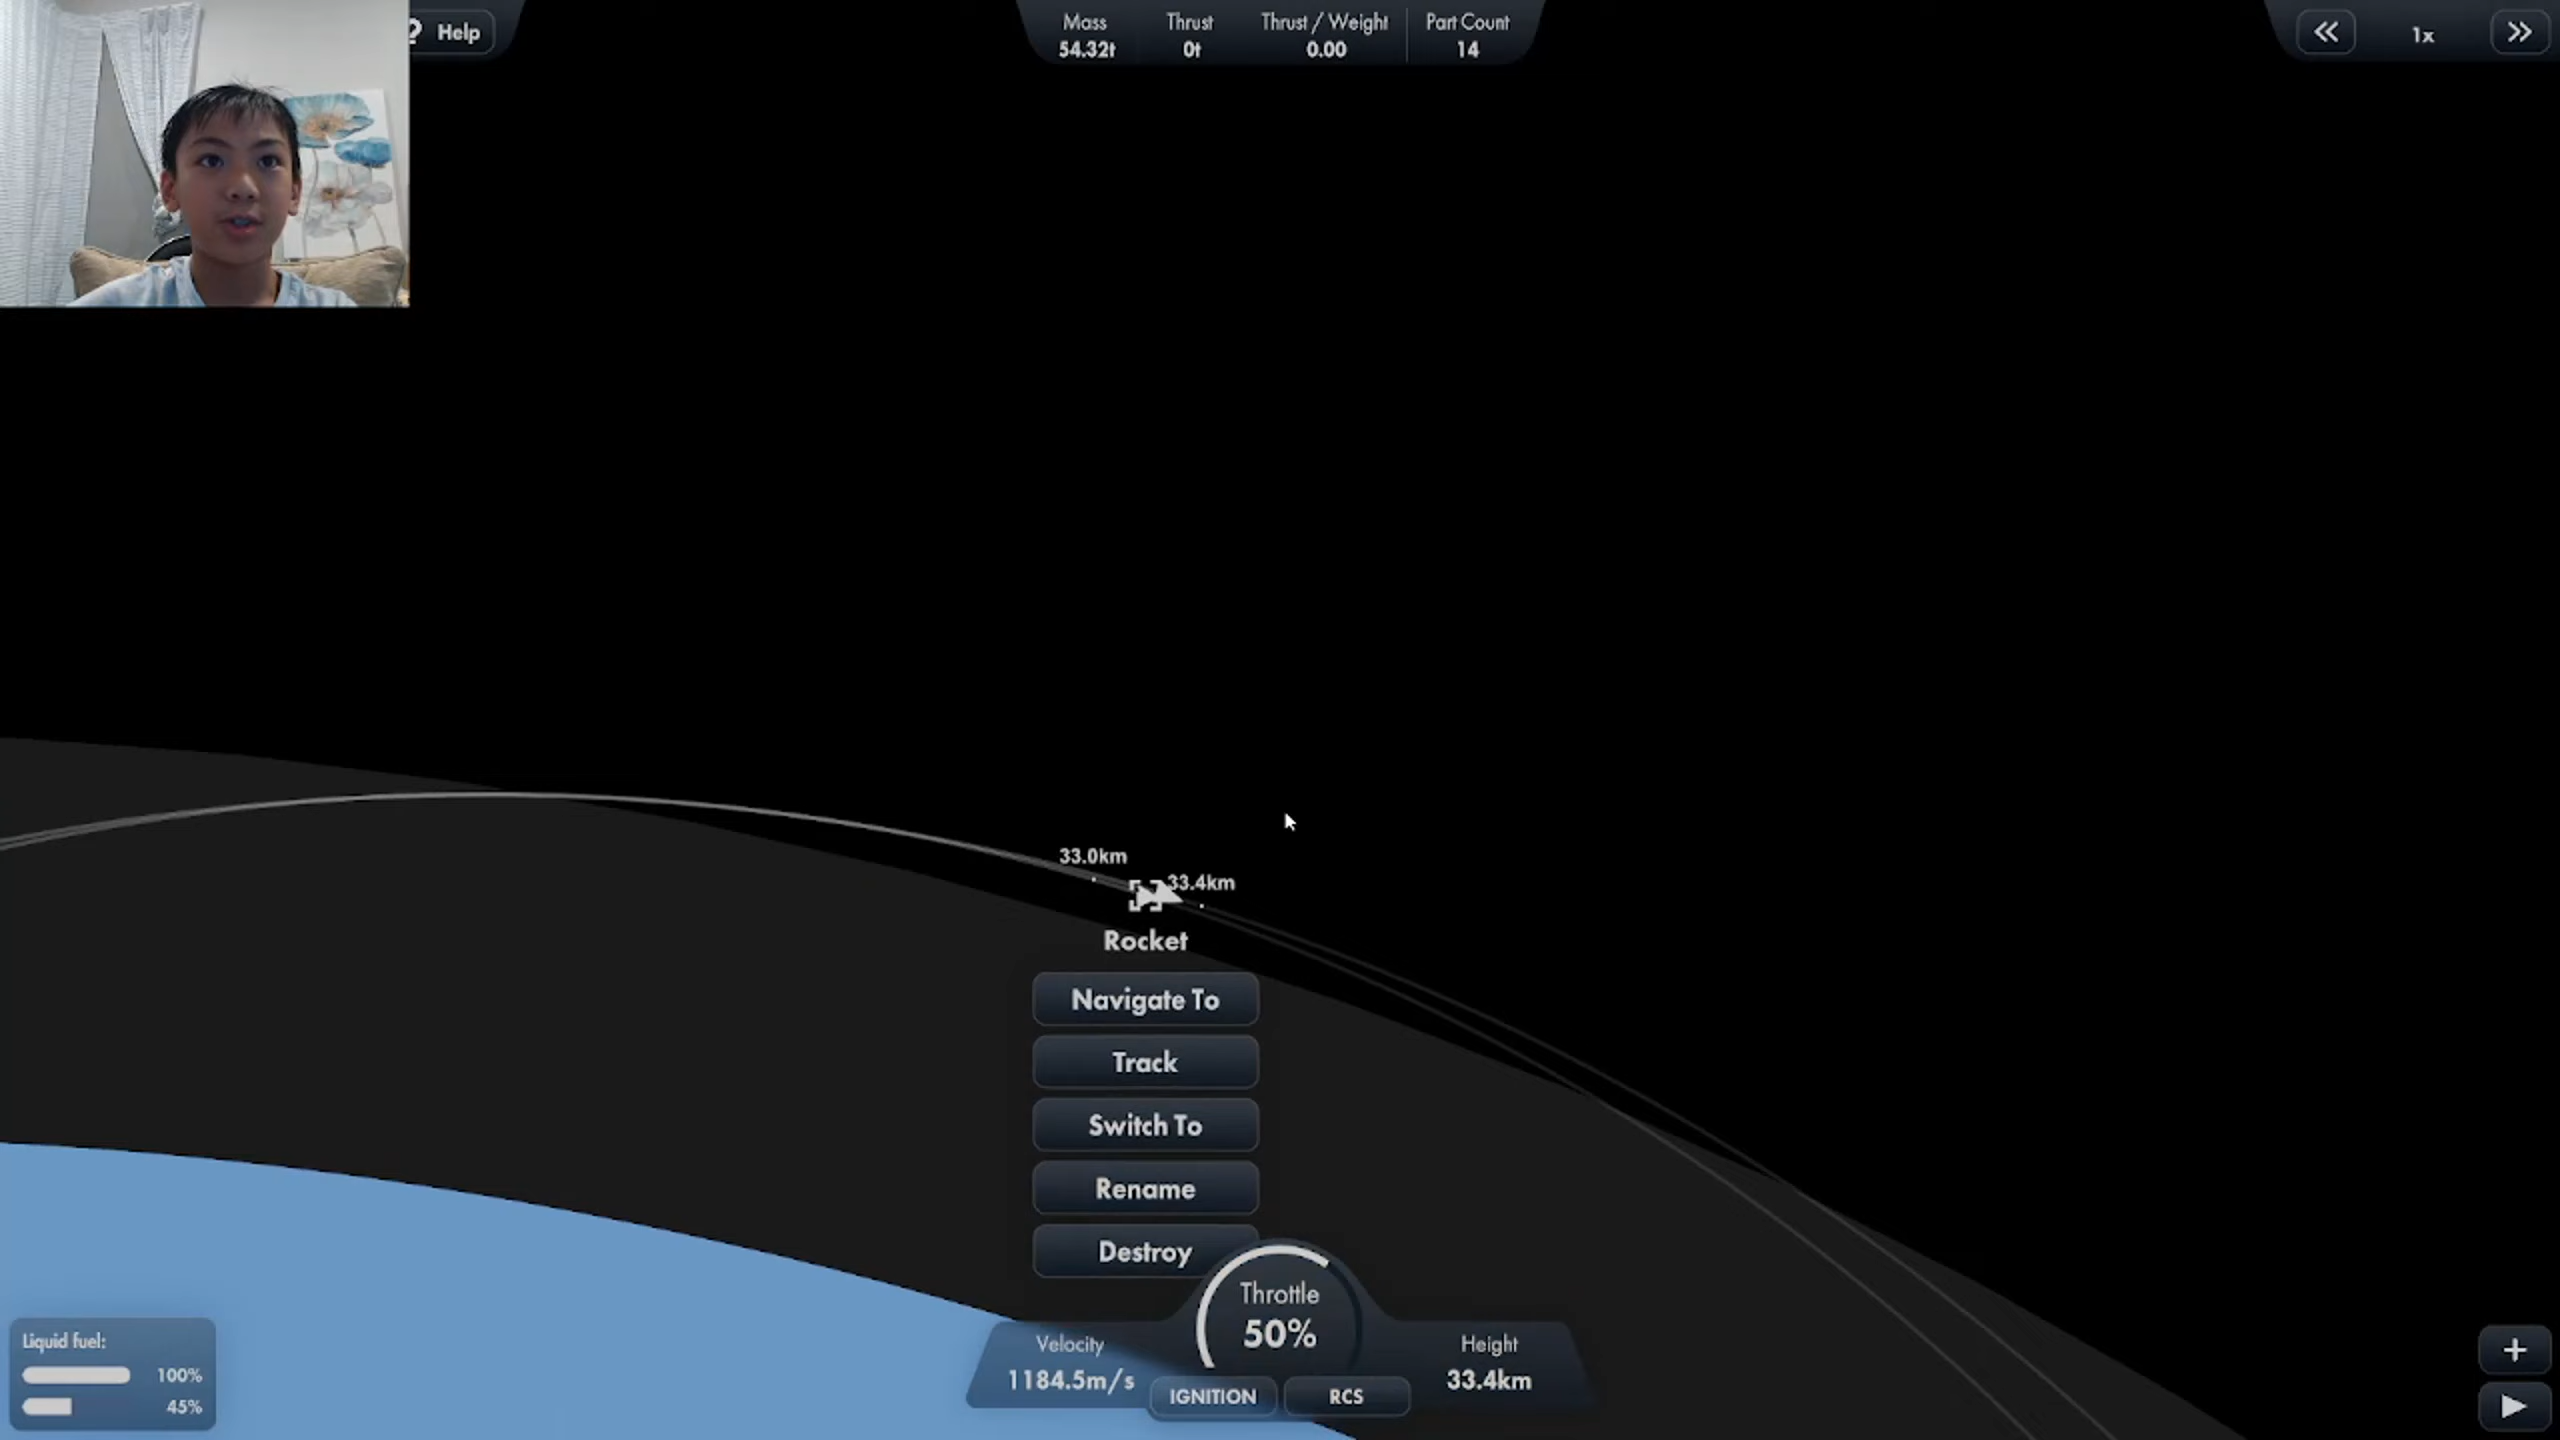 ? Help
Mass
54.32t
Thrust
0t
Thrust / Weight
0.00
Part Count
14
1x
33.0km
33.4km
Rocket
Navigate To
Track
Switch To
Rename
Destroy
Throttle
50%
Velocity
1184.5m/s
Height
33.4km
IGNITION
RCS
Liquid fuel:
100%
45%